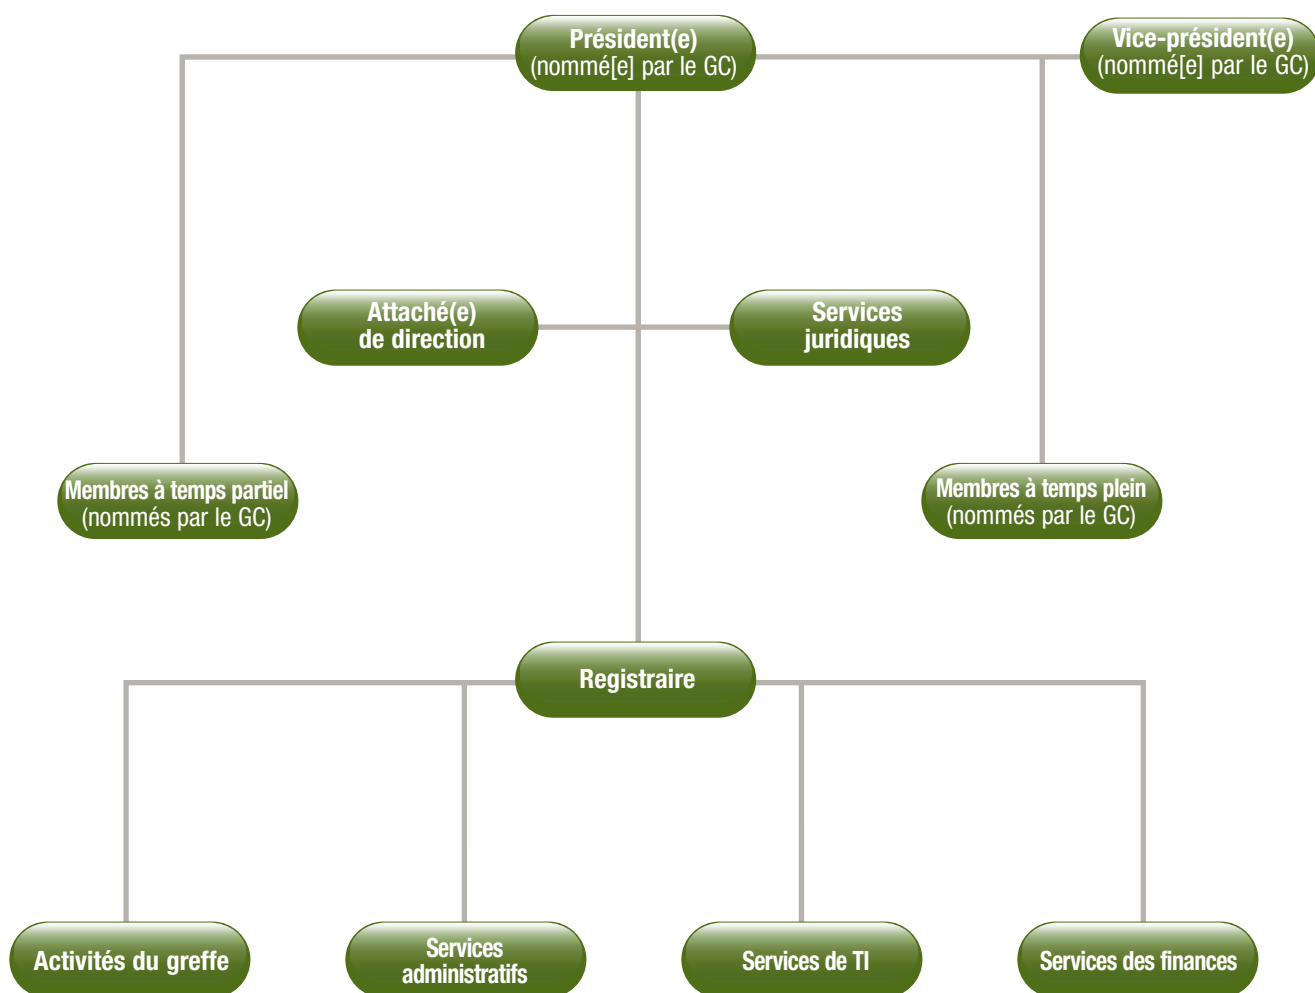 Président(e)
(nommé[e] par le GC)
Vice-président(e)
(nommé[e] par le GC)
Attaché(e)
de direction
Services
juridiques
Membres à temps partiel
(nommés par le GC)
Membres à temps plein
(nommés par le GC)
Registraire
Activités du greffe
Services
administratifs
Services de TI
Services des finances